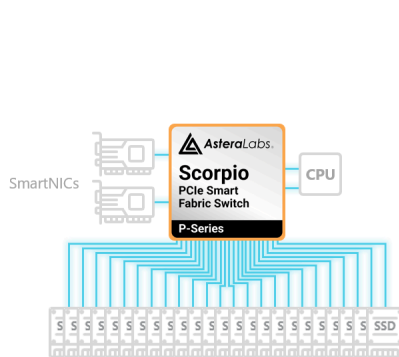 AsteraLabs.
Scorpio
PCIe Smart
Fabric Switch
P-Series
CPU
SmartNICs
S S S S S S S S S S S S S S S SSD